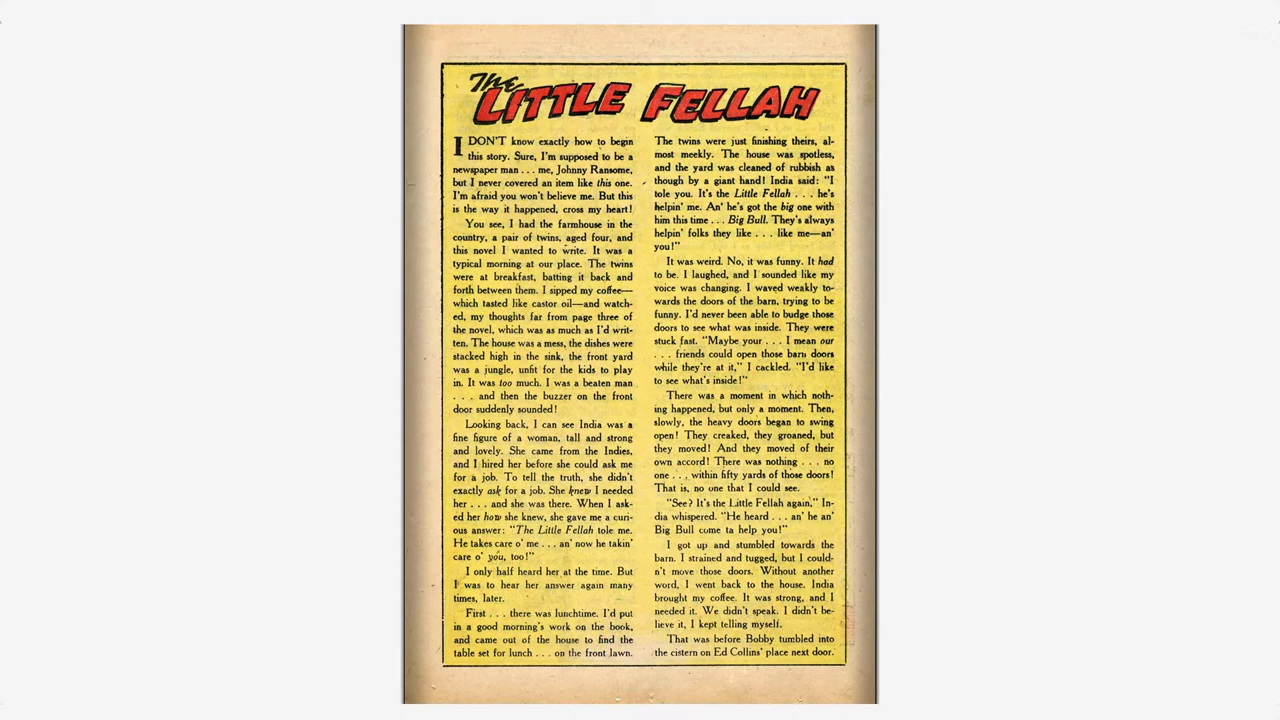 The
LITTLE FELLAH
I DON'T know exactly how to begin
this story. Sure, I'm supposed to be a
newspaper man . . . me, Johnny Ransome,
but I never covered an item like this one.
I'm afraid you won't believe me. But this
is the way it happened, cross my heart!
You see, I had the farmhouse in the
country, a pair of twins, aged four, and
this novel I wanted to write. It was a
typical morning at our place. The twins
were at breakfast, batting it back and
forth between them. I sipped my coffee—
which tasted like castor oil—and watch-
ed, my thoughts far from page three of
the novel, which was as much as I'd writ-
ten. The house was a mess, the dishes were
stacked high in the sink, the front yard
was a jungle, unfit for the kids to play
in. It was too much. I was a beaten man
. . . and then the buzzer on the front
door suddenly sounded!
Looking back, I can see India was a
fine figure of a woman, tall and strong
and lovely. She came from the Indies,
and I hired her before she could ask me
for a job. To tell the truth, she didn't
exactly ask for a job. She knew I needed
her . . . and she was there. When I ask-
ed her how she knew, she gave me a curi-
ous answer: "The Little Fellah tole me.
He takes care o' me . . . an' now he takin'
care o' you, too!"
I only half heard her at the time. But
I was to hear her answer again many
times, later.
First . . . there was lunchtime. I'd put
in a good morning's work on the book,
and came out of the house to find the
table set for lunch . . . on the front lawn.
The twins were just finishing theirs, al-
most meekly. The house was spotless,
and the yard was cleaned of rubbish as
though by a giant hand! India said: "I
tole you. It's the Little Fellah . . . he's
helpin' me. An' he's got the big one with
him this time . . . Big Bull. They's always
helpin' folks they like . . . like me—an'
you!"
It was weird. No, it was funny. It had
to be. I laughed, and I sounded like my
voice was changing. I waved weakly to-
wards the doors of the barn, trying to be
funny. I'd never been able to budge those
doors to see what was inside. They were
stuck fast. "Maybe your . . . I mean our
. . . friends could open those barn doors
while they're at it," I cackled. "I'd like
to see what's inside!"
There was a moment in which noth-
ing happened, but only a moment. Then,
slowly, the heavy doors began to swing
open! They creaked, they groaned, but
they moved! And they moved of their
own accord! There was nothing . . . no
one . . . within fifty yards of those doors!
That is, no one that I could see.
"See? It's the Little Fellah again," In-
dia whispered. "He heard . . . an' he an'
Big Bull come ta help you!"
I got up and stumbled towards the
barn. I strained and tugged, but I could-
n't move those doors. Without another
word, I went back to the house. India
brought my coffee. It was strong, and I
needed it. We didn't speak. I didn't be-
lieve it, I kept telling myself.
That was before Bobby tumbled into
the cistern on Ed Collins' place next door.